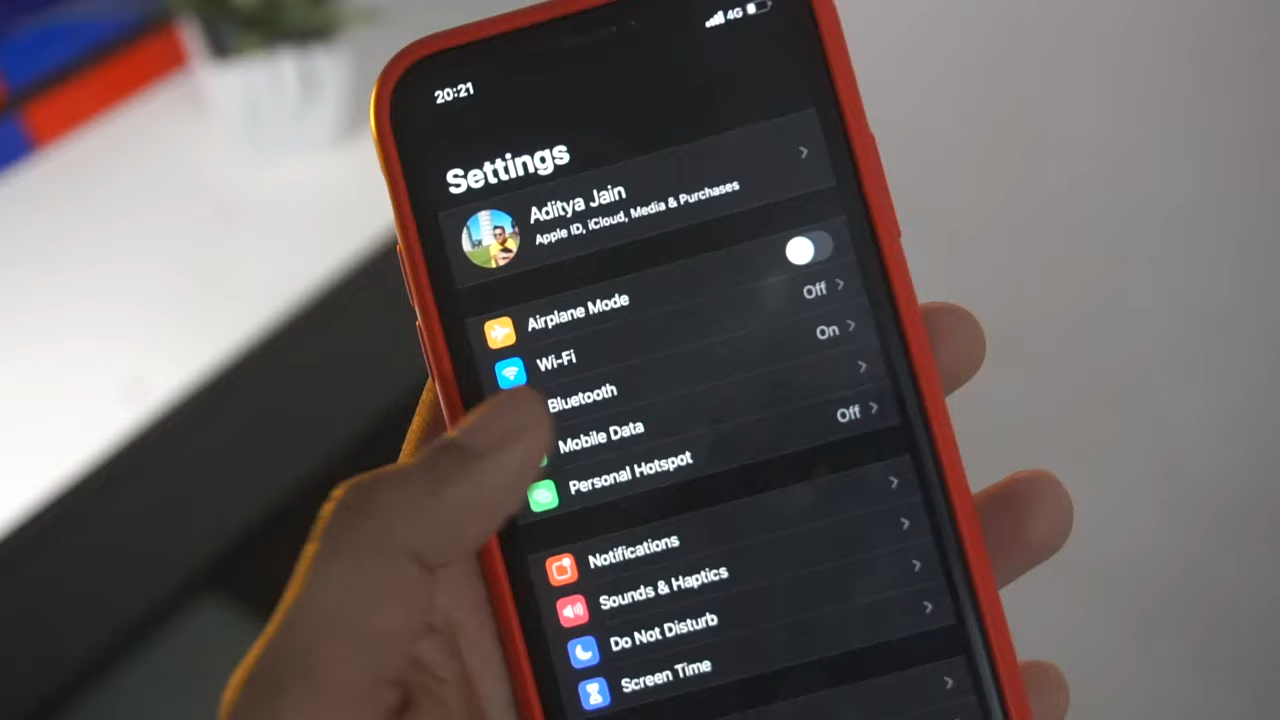 4G
20:21
Settings
Aditya Jain
Apple ID, iCloud, Media & Purchases
Airplane Mode
Wi-Fi Off
Bluetooth On
Mobile Data
Personal Hotspot Off
Notifications
Sounds & Haptics
Do Not Disturb
Screen Time